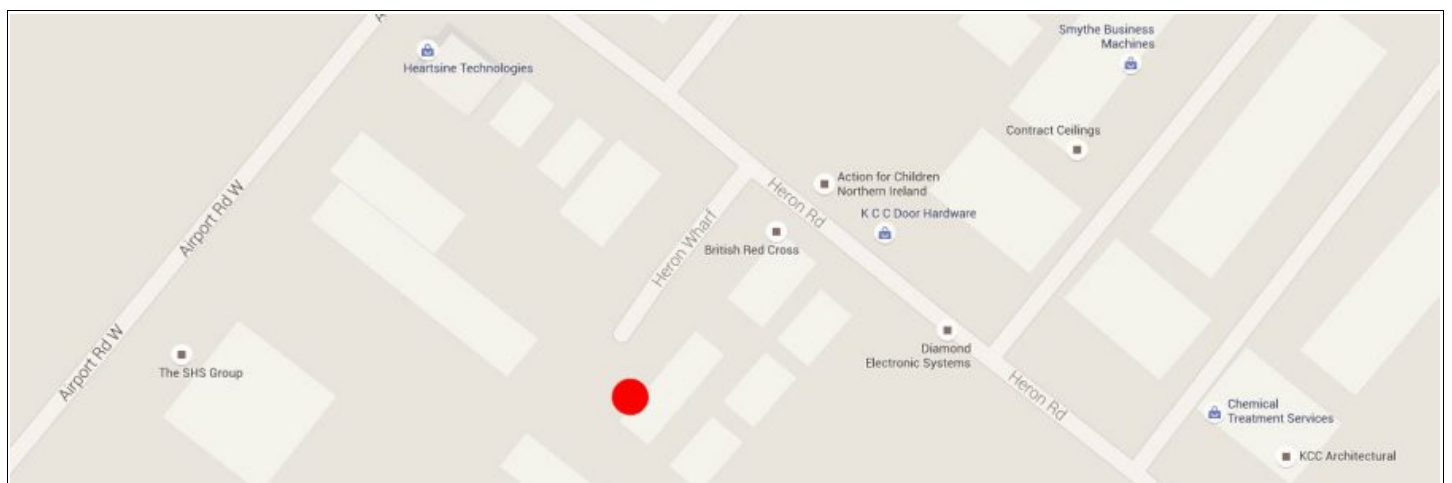 Smythe Business
Machines
Heartsine Technologies
Contract Ceilings
Action for Children
Northern Ireland
Heron Rd
K C C Door Hardware
Airport Rd W
Heron Wharf
British Red Cross
Diamond
Electronic Systems
The SHS Group
Airport Rd W
Heron Rd
Chemical
Treatment Services
KCC Architectural